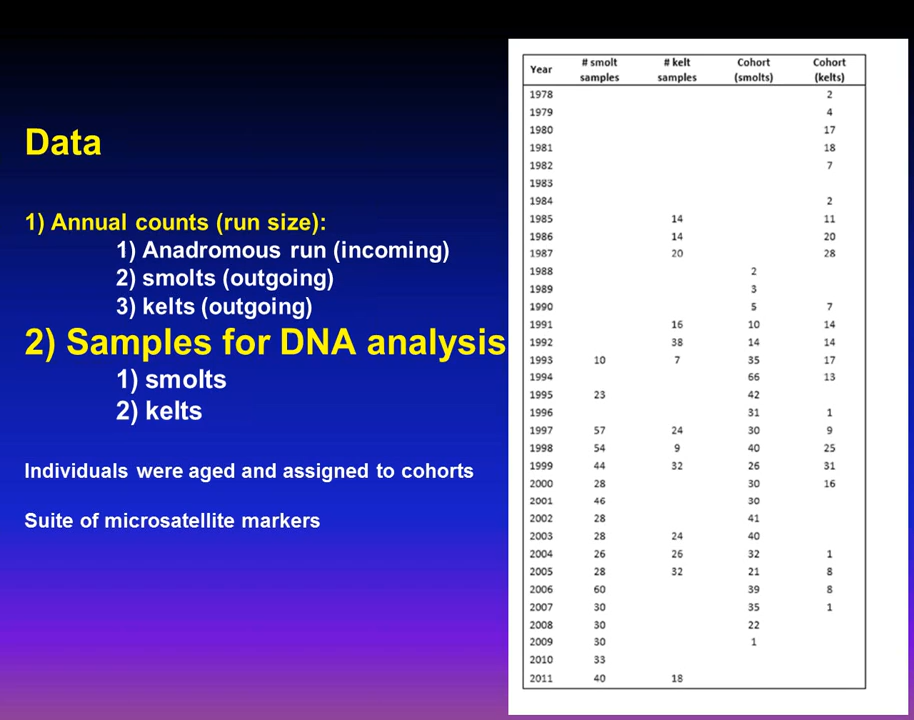 Data
1) Annual counts (run size):
1) Anadromous run (incoming)
2) smolts (outgoing)
3) kelts (outgoing)
2) Samples for DNA analysis
1) smolts
2) kelts
Individuals were aged and assigned to cohorts
Suite of microsatellite markers
Year # smolt samples # kelt samples Cohort (smolts) Cohort (kelts)
1978 2
1979 4
1980 17
1981 18
1982 7
1983
1984 2
1985 14 11
1986 14 20
1987 20 28
1988 2
1989 3
1990 5 7
1991 16 10 14
1992 38 14 14
1993 10 7 35 17
1994 66 13
1995 23 42
1996 31 1
1997 57 24 30 9
1998 54 9 40 25
1999 44 32 26 31
2000 28 30 16
2001 46 30
2002 28 41
2003 28 24 40
2004 26 26 32 1
2005 28 32 21 8
2006 60 39 8
2007 30 35 1
2008 30 22
2009 30 1
2010 33
2011 40 18